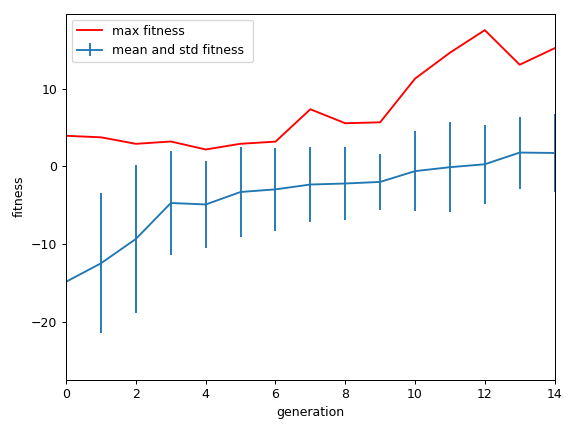 max fitness
mean and std fitness
10
0
−10
−20
fitness
0 2 4 6 8 10 12 14
generation